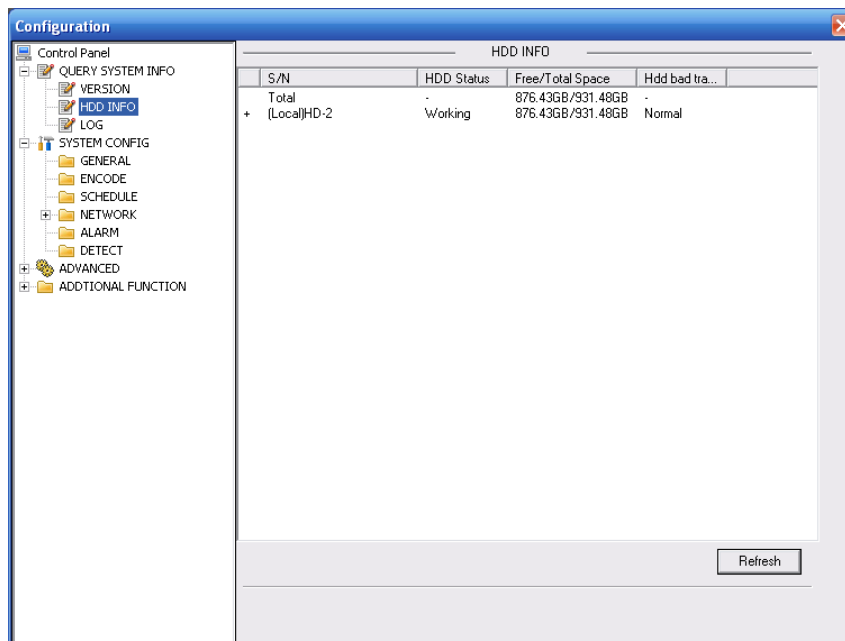 Configuration
Control Panel
QUERY SYSTEM INFO
VERSION
HDD INFO
LOG
SYSTEM CONFIG
GENERAL
ENCODE
SCHEDULE
NETWORK
ALARM
DETECT
ADVANCED
ADDTIONAL FUNCTION
HDD INFO
S/N HDD Status Free/Total Space Hdd bad tra...
Total - 876.43GB/931.48GB -
+ (Local)HD-2 Working 876.43GB/931.48GB Normal
Refresh